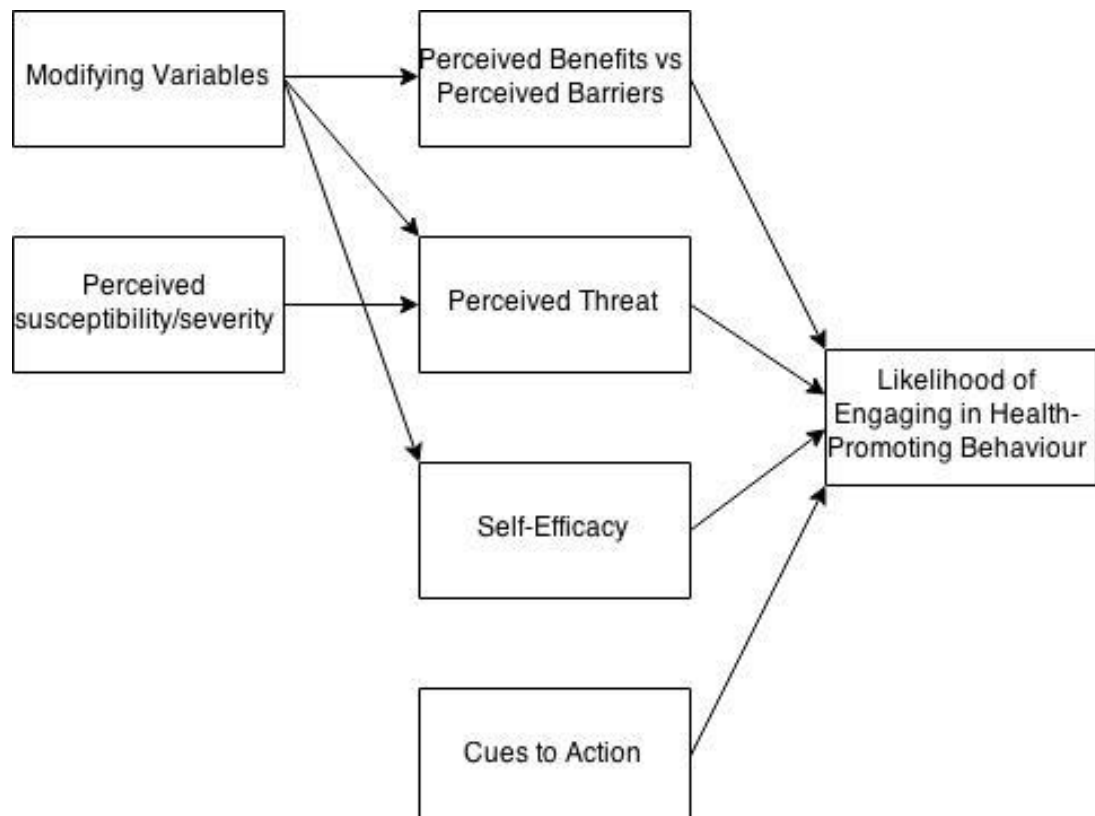 Modifying Variables
Perceived Benefits vs
Perceived Barriers
Perceived
susceptibility/severity
Perceived Threat
Likelihood of
Engaging in Health-
Promoting Behaviour
Self-Efficacy
Cues to Action